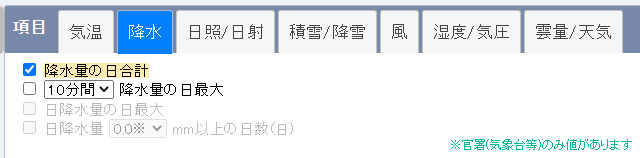 項目 気温 降水 日照/日射 積雪/降雪 風 湿度/気圧 雲量/天気
降水量の日合計
10分間 降水量の日最大
日降水量の日最大
日降水量 0.0※ mm以上の日数(日)
※官署(気象台等)のみ値があります